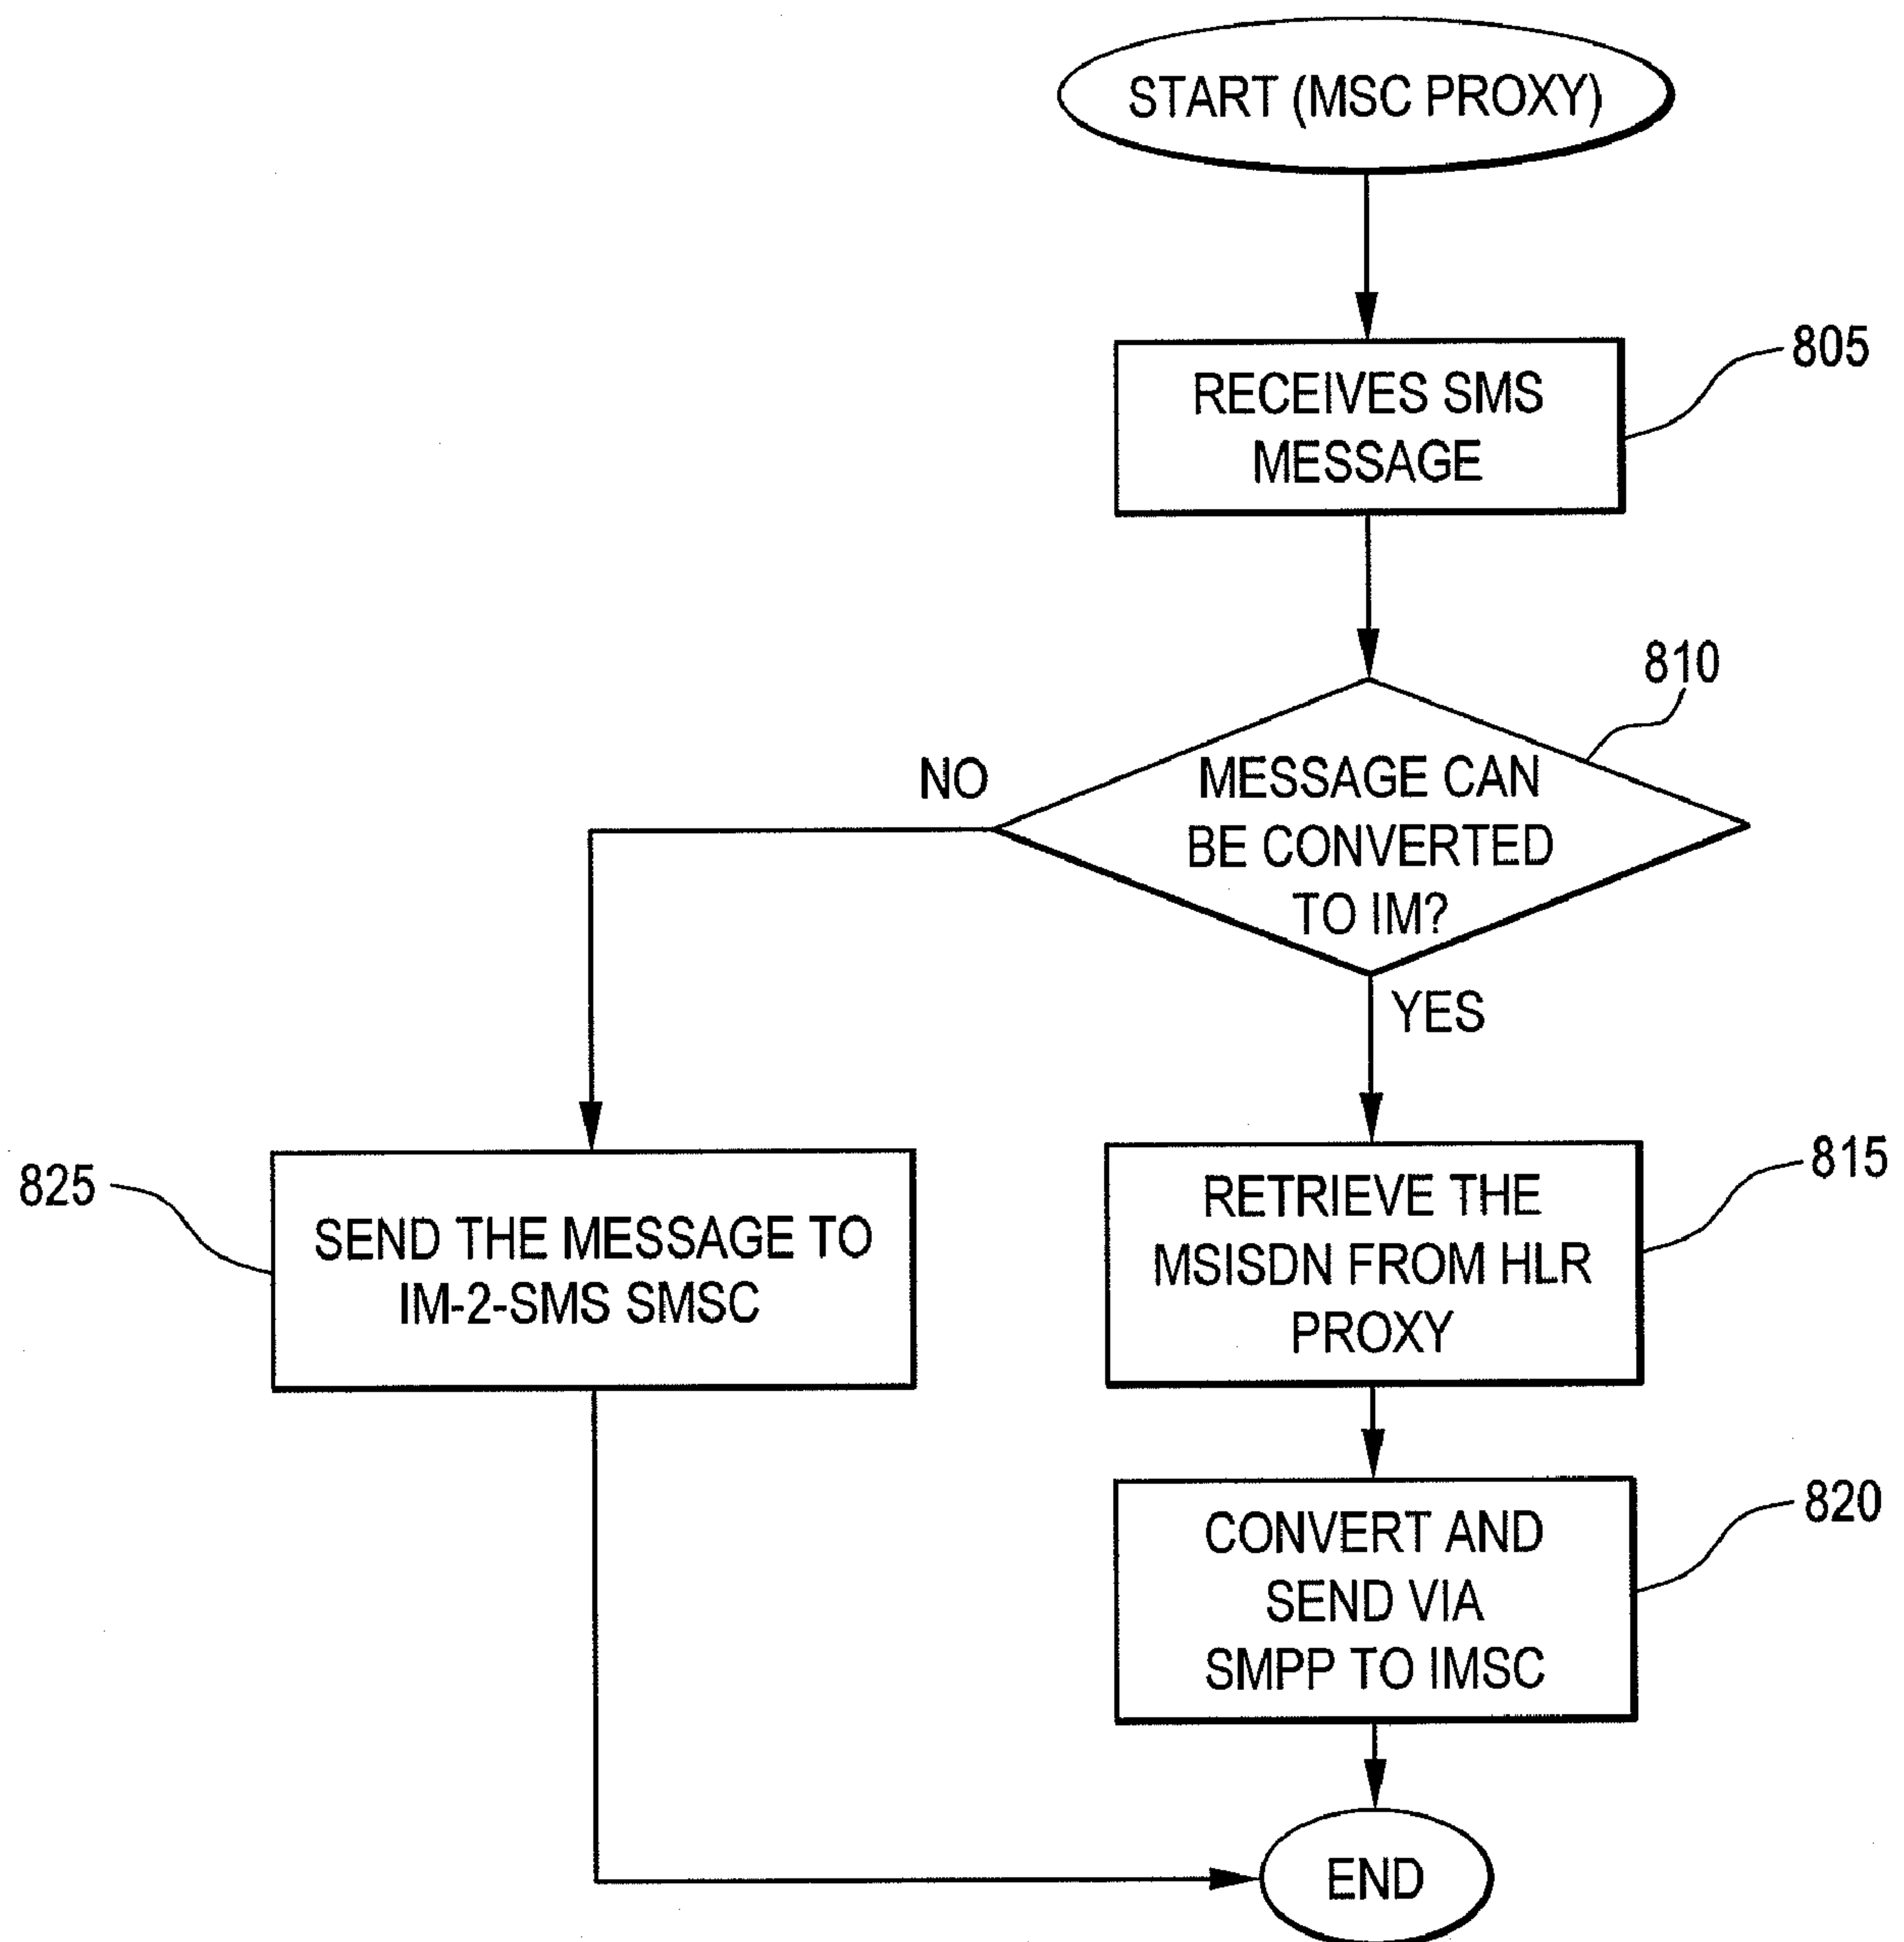 START (MSC PROXY)
RECEIVES SMS
MESSAGE
805
810
MESSAGE CAN
BE CONVERTED
TO IM?
NO
YES
825
SEND THE MESSAGE TO
IM-2-SMS SMSC
815
RETRIEVE THE
MSISDN FROM HLR
PROXY
820
CONVERT AND
SEND VIA
SMPP TO IMSC
END